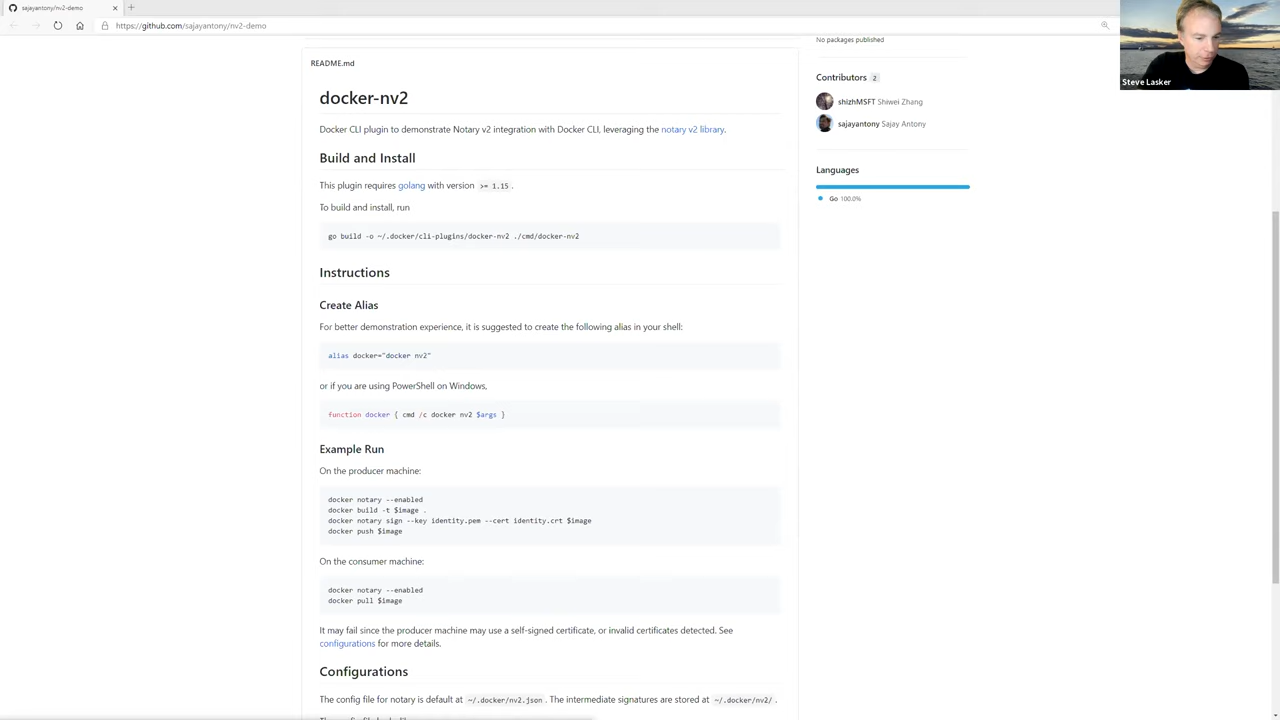 sajayantony/nv2-demo
https://github.com/sajayantony/nv2-demo
Steve Lasker
No packages published
README.md
Contributors 2
docker-nv2
shizhMSFT Shiwei Zhang
sajayantony Sajay Antony
Docker CLI plugin to demonstrate Notary v2 integration with Docker CLI, leveraging the notary v2 library.
Build and Install
Languages
This plugin requires golang with version >= 1.15 .
Go 100.0%
To build and install, run
go build -o ~/.docker/cli-plugins/docker-nv2 ./cmd/docker-nv2
Instructions
Create Alias
For better demonstration experience, it is suggested to create the following alias in your shell:
alias docker="docker nv2"
or if you are using PowerShell on Windows,
function docker { cmd /c docker nv2 $args }
Example Run
On the producer machine:
docker notary --enabled
docker build -t $image .
docker notary sign --key identity.pem --cert identity.crt $image
docker push $image
On the consumer machine:
docker notary --enabled
docker pull $image
It may fail since the producer machine may use a self-signed certificate, or invalid certificates detected. See
configurations for more details.
Configurations
The config file for notary is default at ~/.docker/nv2.json . The intermediate signatures are stored at ~/.docker/nv2/ .